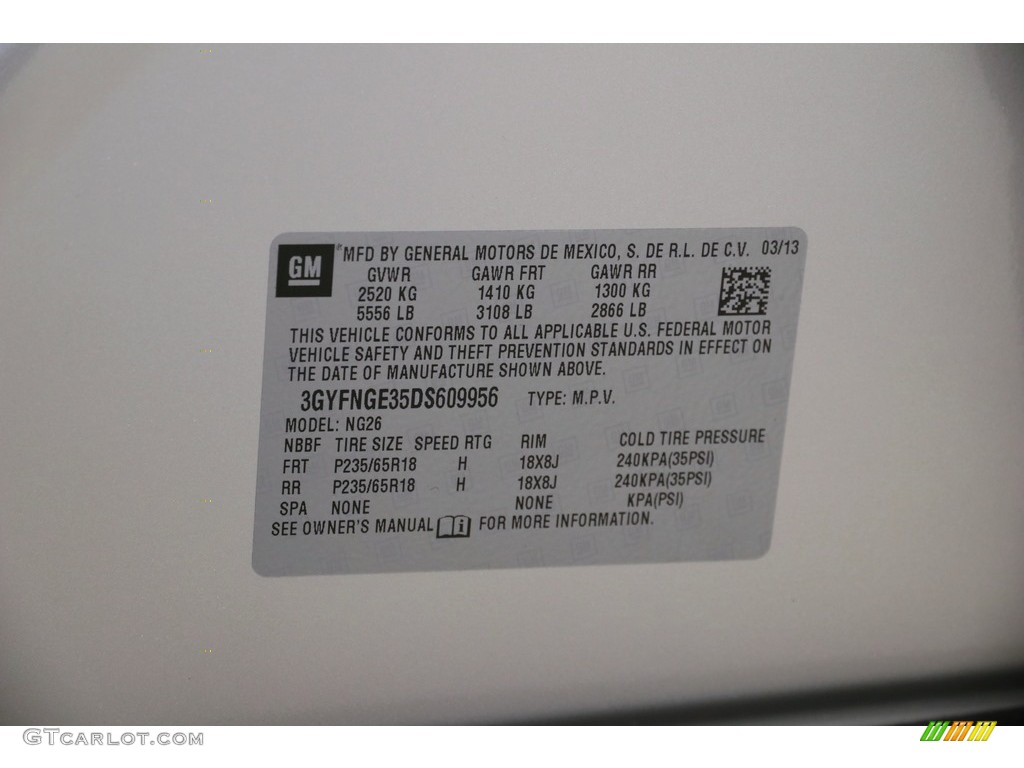 GM
MFD BY GENERAL MOTORS DE MEXICO, S. DE R.L. DE C.V. 03/13
GVWR GAWR FRT GAWR RR
2520 KG 1410 KG 1300 KG
5556 LB 3108 LB 2866 LB
THIS VEHICLE CONFORMS TO ALL APPLICABLE U.S. FEDERAL MOTOR
VEHICLE SAFETY AND THEFT PREVENTION STANDARDS IN EFFECT ON
THE DATE OF MANUFACTURE SHOWN ABOVE.
3GYFNGE35DS609956 TYPE: M.P.V.
MODEL: NG26
NBBF TIRE SIZE SPEED RTG RIM COLD TIRE PRESSURE
FRT P235/65R18 H 18X8J 240KPA(35PSI)
RR P235/65R18 H 18X8J 240KPA(35PSI)
SPA NONE NONE KPA(PSI)
SEE OWNER'S MANUAL FOR MORE INFORMATION.
GTCarlot.com